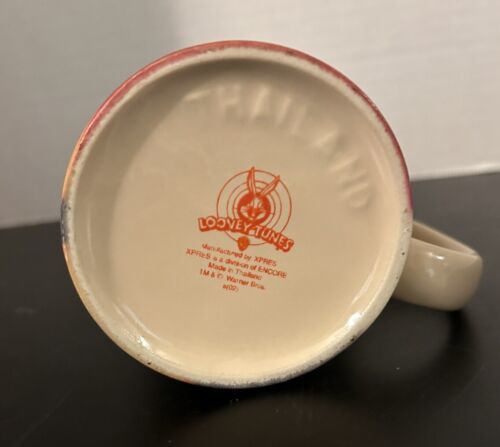 THAILAND
LOONEY TUNES
Manufactured by XPRES
XPRES is a division of ENCORE
Made in Thailand
TM & © Warner Bros.